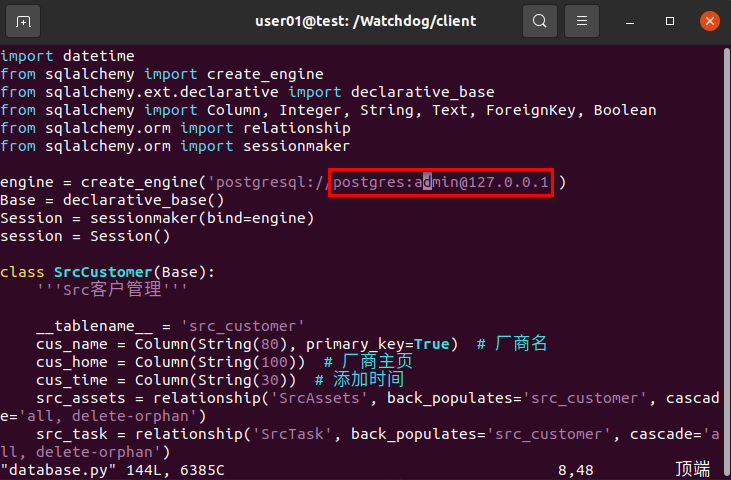 user01@test: /Watchdog/client
import datetime
from sqlalchemy import create_engine
from sqlalchemy.ext.declarative import declarative_base
from sqlalchemy import Column, Integer, String, Text, ForeignKey, Boolean
from sqlalchemy.orm import relationship
from sqlalchemy.orm import sessionmaker
engine = create_engine('postgresql://postgres:admin@127.0.0.1')
Base = declarative_base()
Session = sessionmaker(bind=engine)
session = Session()
class SrcCustomer(Base):
'''Src客户管理'''
__tablename__ = 'src_customer'
cus_name = Column(String(80), primary_key=True)  # 厂商名
cus_home = Column(String(100))  # 厂商主页
cus_time = Column(String(30))  # 添加时间
src_assets = relationship('SrcAssets', back_populates='src_customer', cascad
e='all, delete-orphan')
src_task = relationship('SrcTask', back_populates='src_customer', cascade='a
ll, delete-orphan')
"database.py" 144L, 6385C 8,48 顶端